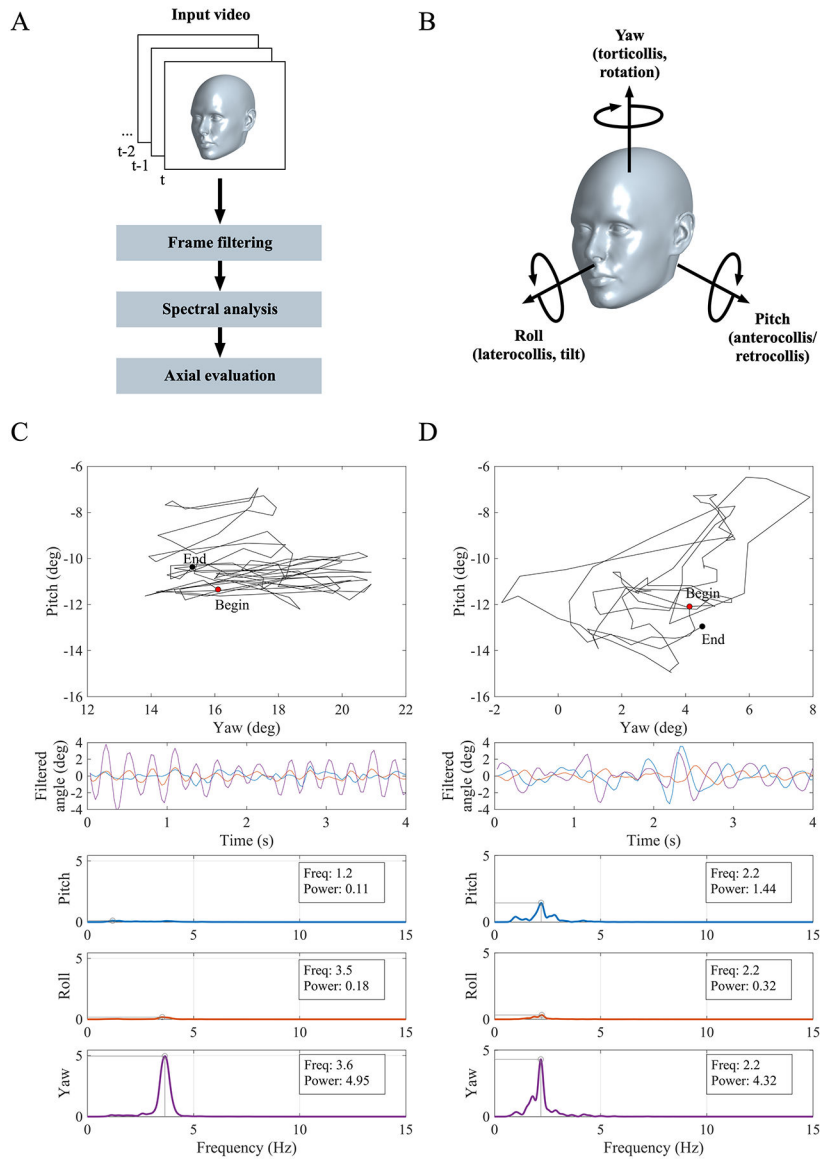 A
Input video
...
t-2
t-1
t
Frame filtering
Spectral analysis
Axial evaluation
B
Yaw
(torticollis,
rotation)
Roll
(laterocollis, tilt)
Pitch
(anterocollis/
retrocollis)
C
-6
-8
-10
-12
-14
-16
Pitch (deg)
End
Begin
12 14 16 18 20 22
Yaw (deg)
4
2
0
-2
-4
Filtered
angle (deg)
0 1 2 3 4
Time (s)
5
0
Pitch
Freq: 1.2
Power: 0.11
0 5 10 15
5
0
Roll
Freq: 3.5
Power: 0.18
0 5 10 15
5
0
Yaw
Freq: 3.6
Power: 4.95
0 5 10 15
Frequency (Hz)
D
-6
-8
-10
-12
-14
-16
Pitch (deg)
Begin
End
-2 0 2 4 6 8
Yaw (deg)
4
2
0
-2
-4
Filtered
angle (deg)
0 1 2 3 4
Time (s)
5
0
Pitch
Freq: 2.2
Power: 1.44
0 5 10 15
5
0
Roll
Freq: 2.2
Power: 0.32
0 5 10 15
5
0
Yaw
Freq: 2.2
Power: 4.32
0 5 10 15
Frequency (Hz)